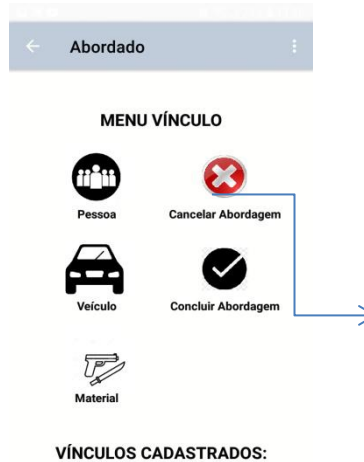 Abordado
MENU VÍNCULO
Pessoa
Cancelar Abordagem
Veículo
Concluir Abordagem
Material
VÍNCULOS CADASTRADOS: